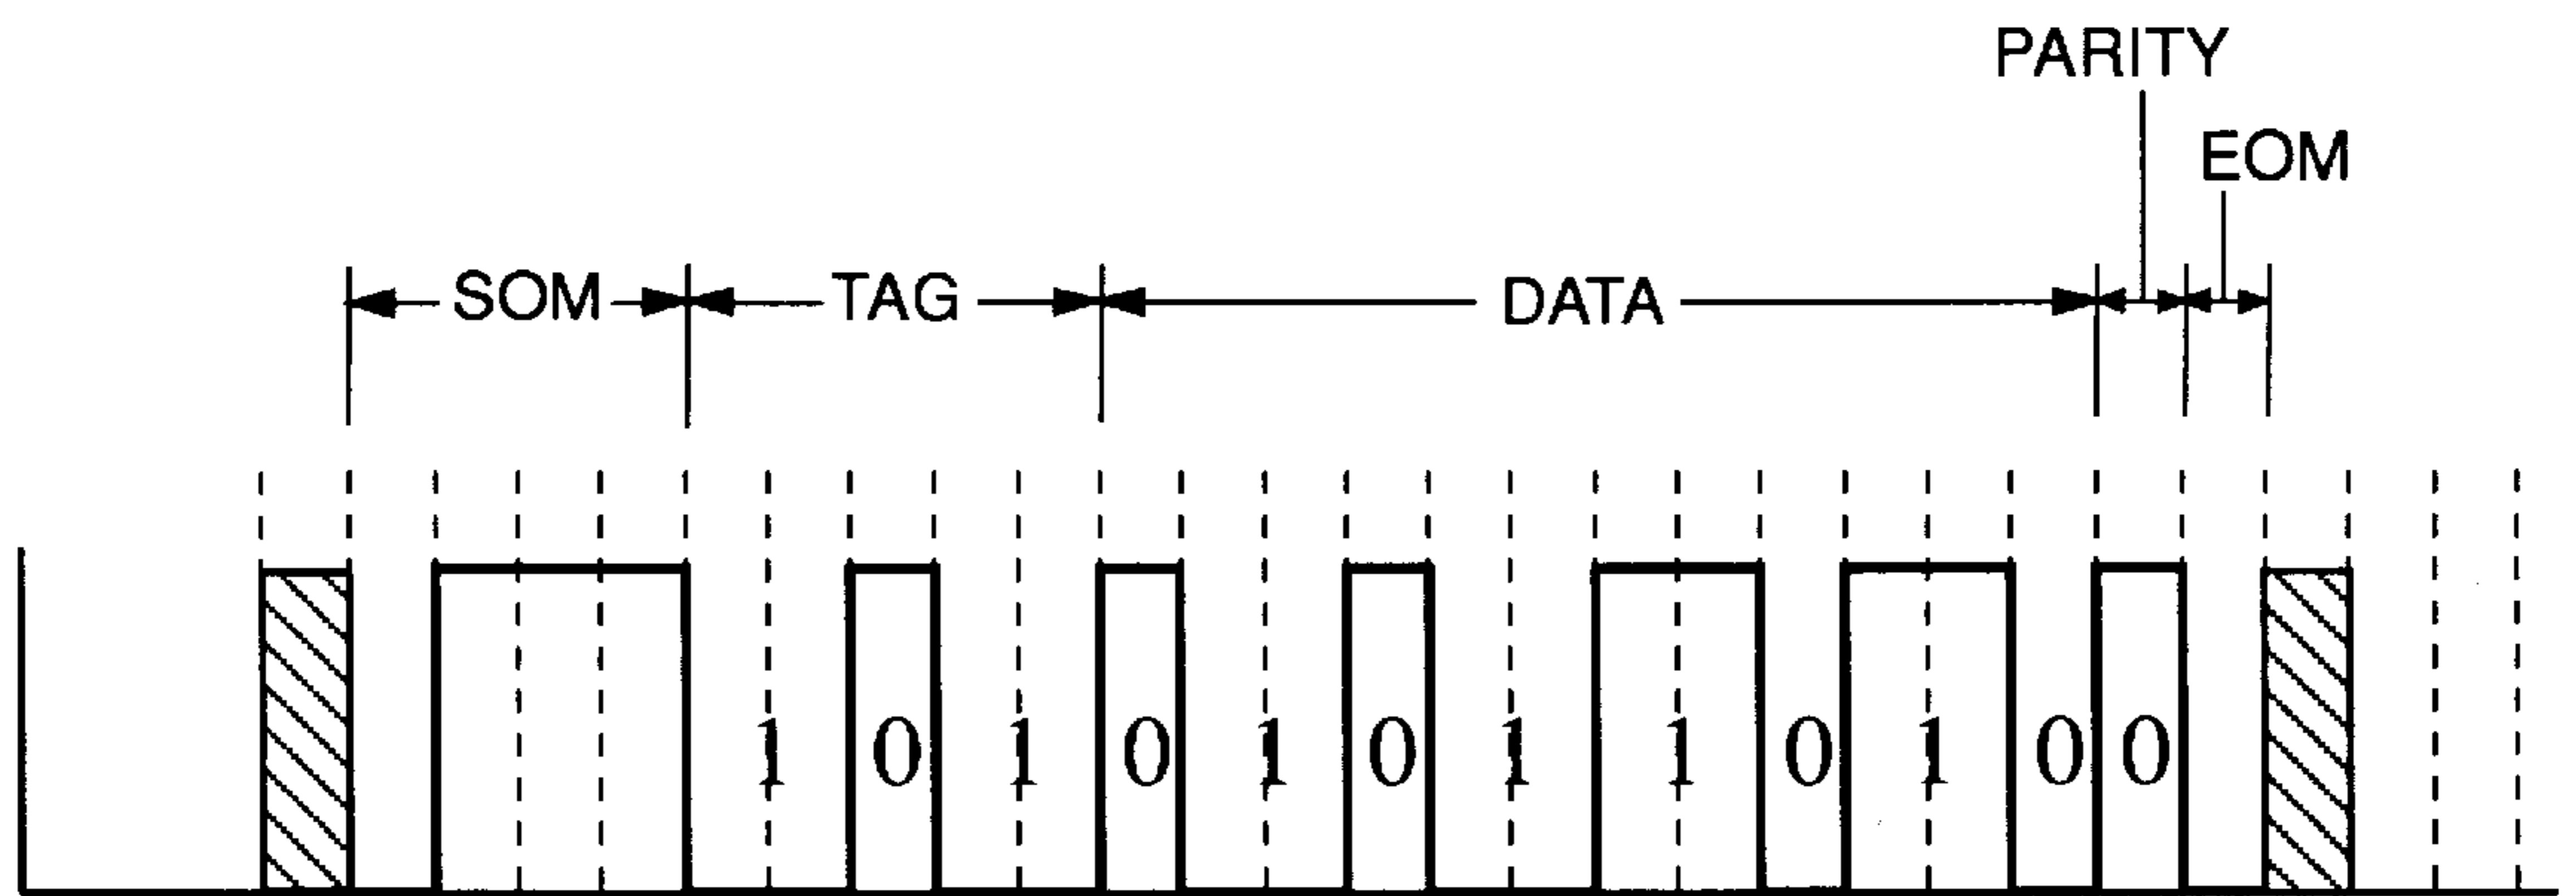 PARITY
EOM
SOM TAG DATA
1 0 1 0 1 0 1 1 0 1 0 0